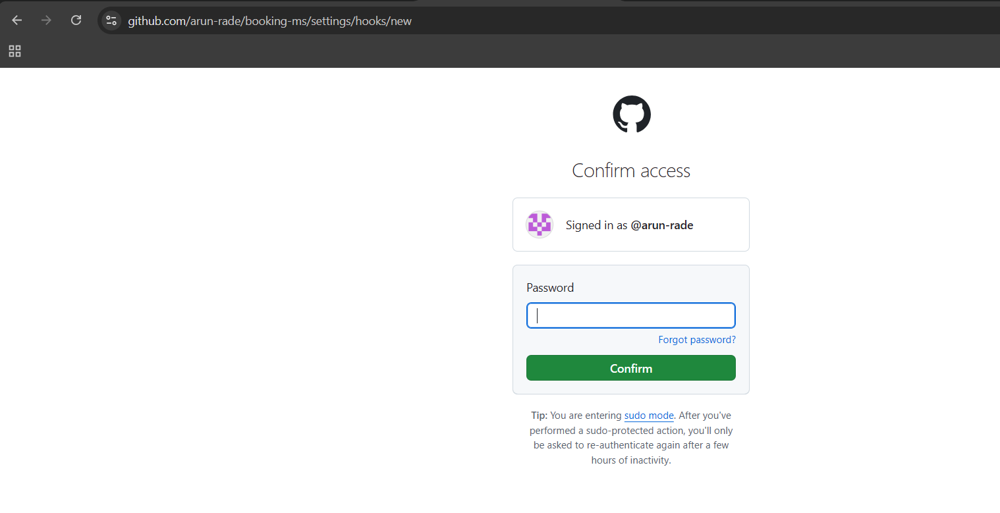 github.com/arun-rade/booking-ms/settings/hooks/new
Confirm access
Signed in as @arun-rade
Password
Forgot password?
Confirm
Tip: You are entering sudo mode. After you've
performed a sudo-protected action, you'll only
be asked to re-authenticate again after a few
hours of inactivity.